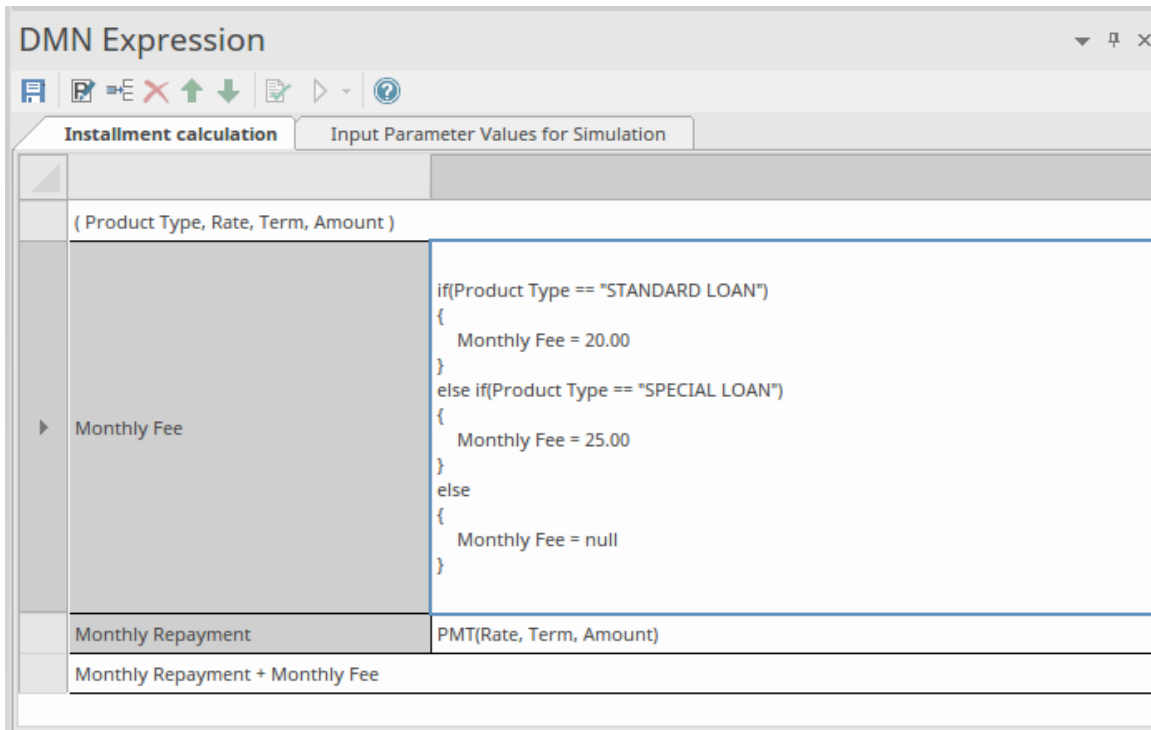 DMN Expression
Installment calculation
Input Parameter Values for Simulation
( Product Type, Rate, Term, Amount )
Monthly Fee
if(Product Type == "STANDARD LOAN")
{
Monthly Fee = 20.00
}
else if(Product Type == "SPECIAL LOAN")
{
Monthly Fee = 25.00
}
else
{
Monthly Fee = null
}
Monthly Repayment
PMT(Rate, Term, Amount)
Monthly Repayment + Monthly Fee